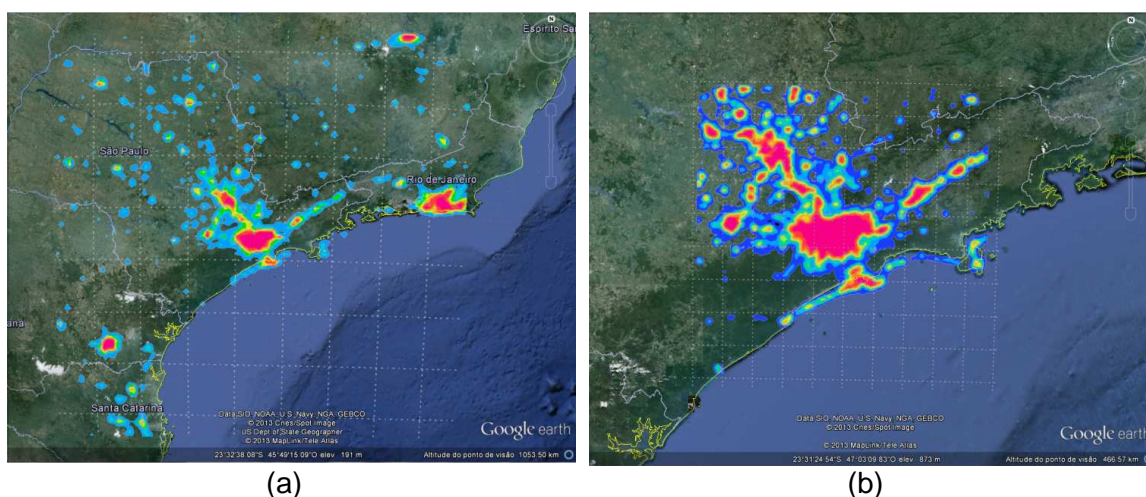 N
Espírito Sa
São Paulo
Rio de Janeiro
aná
Santa Catarina
Data SIO, NOAA, U.S. Navy, NGA, GEBCO
© 2013 Cnes/Spot Image
US Dept of State Geographer
© 2013 MapLink/Tele Atlas
Google earth
23°32'38.08"S 45°49'15.09"O elev 191 m
Altitude do ponto de visão 1053.50 km
(a)
N
Data SIO, NOAA, U.S. Navy, NGA, GEBCO
© 2013 Cnes/Spot Image
© 2013 MapLink/Tele Atlas
Google earth
23°31'24.54"S 47°03'09.83"O elev 873 m
Altitude do ponto de visão 466.57 km
(b)